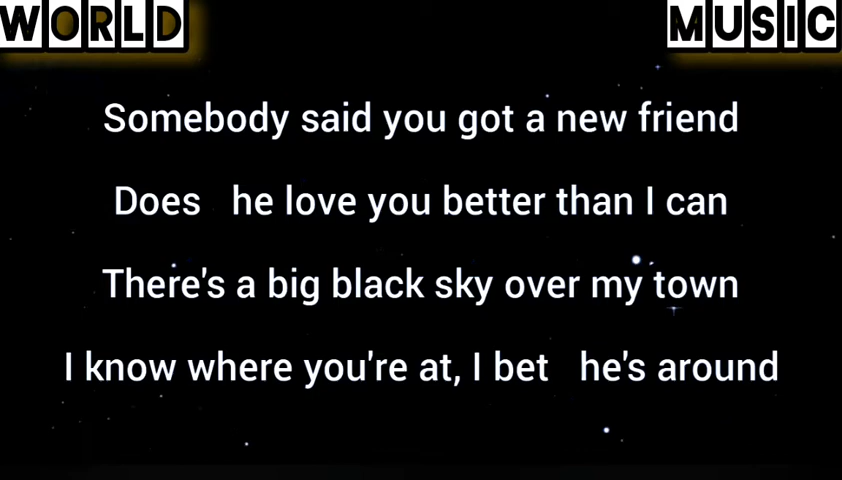 WORLD MUSIC
Somebody said you got a new friend
Does he love you better than I can
There's a big black sky over my town
I know where you're at, I bet he's around